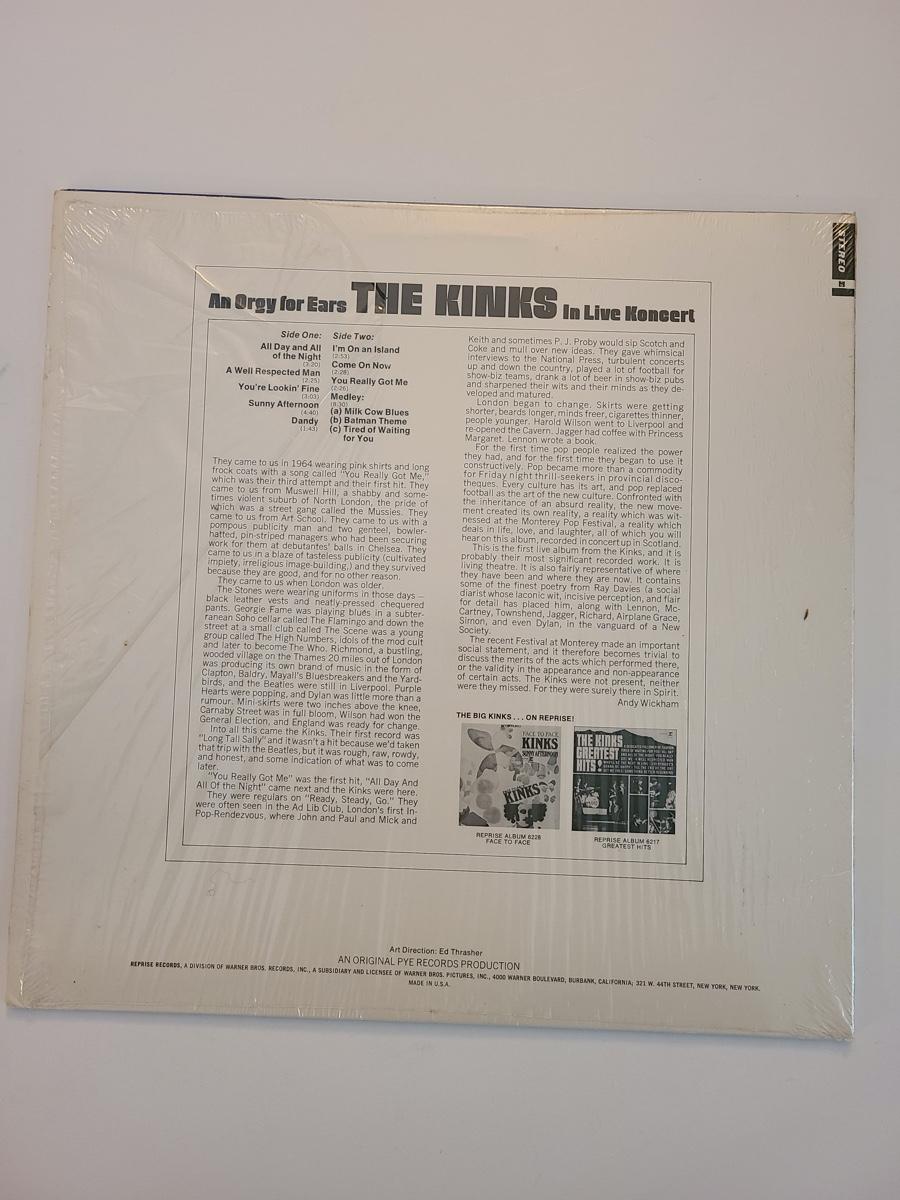 STEREO
An Orgy for Ears THE KINKS In Live Koncert
Side One:
All Day and All
of the Night
(3:20)
A Well Respected Man
(2:25)
You're Lookin' Fine
(3:03)
Sunny Afternoon
(4:40)
Dandy
(1:43)
Side Two:
I'm On an Island
(2:53)
Come On Now
(2:28)
You Really Got Me
(2:26)
Medley:
(8:30)
(a) Milk Cow Blues
(b) Batman Theme
(c) Tired of Waiting
for You
They came to us in 1964 wearing pink shirts and long
frock coats with a song called "You Really Got Me,"
which was their third attempt and their first hit. They
came to us from Muswell Hill, a shabby and some-
times violent suburb of North London, the pride of
which was a street gang called the Mussies. They
came to us from Art School. They came to us with a
pompous publicity man and two genteel, bowler-
hatted, pin-striped managers who had been securing
work for them at debutantes' balls in Chelsea. They
came to us in a blaze of tasteless publicity (cultivated
impiety, irreligious image-building,) and they survived
because they are good, and for no other reason.
They came to us when London was older.
The Stones were wearing uniforms in those days —
black leather vests and neatly-pressed chequered
pants. Georgie Fame was playing blues in a subter-
ranean Soho cellar called The Flamingo and down the
street at a small club called The Scene was a young
group called The High Numbers, idols of the mod cult
and later to become The Who. Richmond, a bustling,
wooded village on the Thames 20 miles out of London
was producing its own brand of music in the form of
Clapton, Baldry, Mayall's Bluesbreakers and the Yard-
birds, and the Beatles were still in Liverpool. Purple
Hearts were popping, and Dylan was little more than a
rumour. Mini-skirts were two inches above the knee,
Carnaby Street was in full bloom, Wilson had won the
General Election, and England was ready for change.
Into all this came the Kinks. Their first record was
"Long Tall Sally" and it wasn't a hit because we'd taken
that trip with the Beatles, but it was rough, raw, rowdy,
and honest, and some indication of what was to come
later.
"You Really Got Me" was the first hit, "All Day And
All Of the Night" came next and the Kinks were here.
They were regulars on "Ready, Steady, Go." They
were often seen in the Ad Lib Club, London's first In-
Pop-Rendezvous, where John and Paul and Mick and
Keith and sometimes P. J. Proby would sip Scotch and
Coke and mull over new ideas. They gave whimsical
interviews to the National Press, turbulent concerts
up and down the country, played a lot of football for
show-biz teams, drank a lot of beer in show-biz pubs
and sharpened their wits and their minds as they de-
veloped and matured.
London began to change. Skirts were getting
shorter, beards longer, minds freer, cigarettes thinner,
people younger. Harold Wilson went to Liverpool and
re-opened the Cavern. Jagger had coffee with Princess
Margaret. Lennon wrote a book.
For the first time pop people realized the power
they had, and for the first time they began to use it
constructively. Pop became more than a commodity
for Friday night thrill-seekers in provincial disco-
theques. Every culture has its art, and pop replaced
football as the art of the new culture. Confronted with
the inheritance of an absurd reality, the new move-
ment created its own reality, a reality which was wit-
nessed at the Monterey Pop Festival, a reality which
deals in life, love, and laughter, all of which you will
hear on this album, recorded in concert up in Scotland.
This is the first live album from the Kinks, and it is
probably their most significant recorded work. It is
living theatre. It is also fairly representative of where
they have been and where they are now. It contains
some of the finest poetry from Ray Davies (a social
diarist whose laconic wit, incisive perception, and flair
for detail has placed him, along with Lennon, Mc-
Cartney, Townshend, Jagger, Richard, Airplane Grace,
Simon, and even Dylan, in the vanguard of a New
Society.
The recent Festival at Monterey made an important
social statement, and it therefore becomes trivial to
discuss the merits of the acts which performed there,
or the validity in the appearance and non-appearance
of certain acts. The Kinks were not present, neither
were they missed. For they were surely there in Spirit.
Andy Wickham
THE BIG KINKS . . . ON REPRISE!
FACE TO FACE
KINKS
SUNNY AFTERNOON
KINKS
THE KINKS
GREATEST
HITS!
REPRISE ALBUM 6228
FACE TO FACE
REPRISE ALBUM 6217
GREATEST HITS
Art Direction: Ed Thrasher
AN ORIGINAL PYE RECORDS PRODUCTION
REPRISE RECORDS, A DIVISION OF WARNER BROS. RECORDS, INC., A SUBSIDIARY AND LICENSEE OF WARNER BROS. PICTURES, INC., 4000 WARNER BOULEVARD, BURBANK, CALIFORNIA; 321 W. 44TH STREET, NEW YORK, NEW YORK.
MADE IN U.S.A.